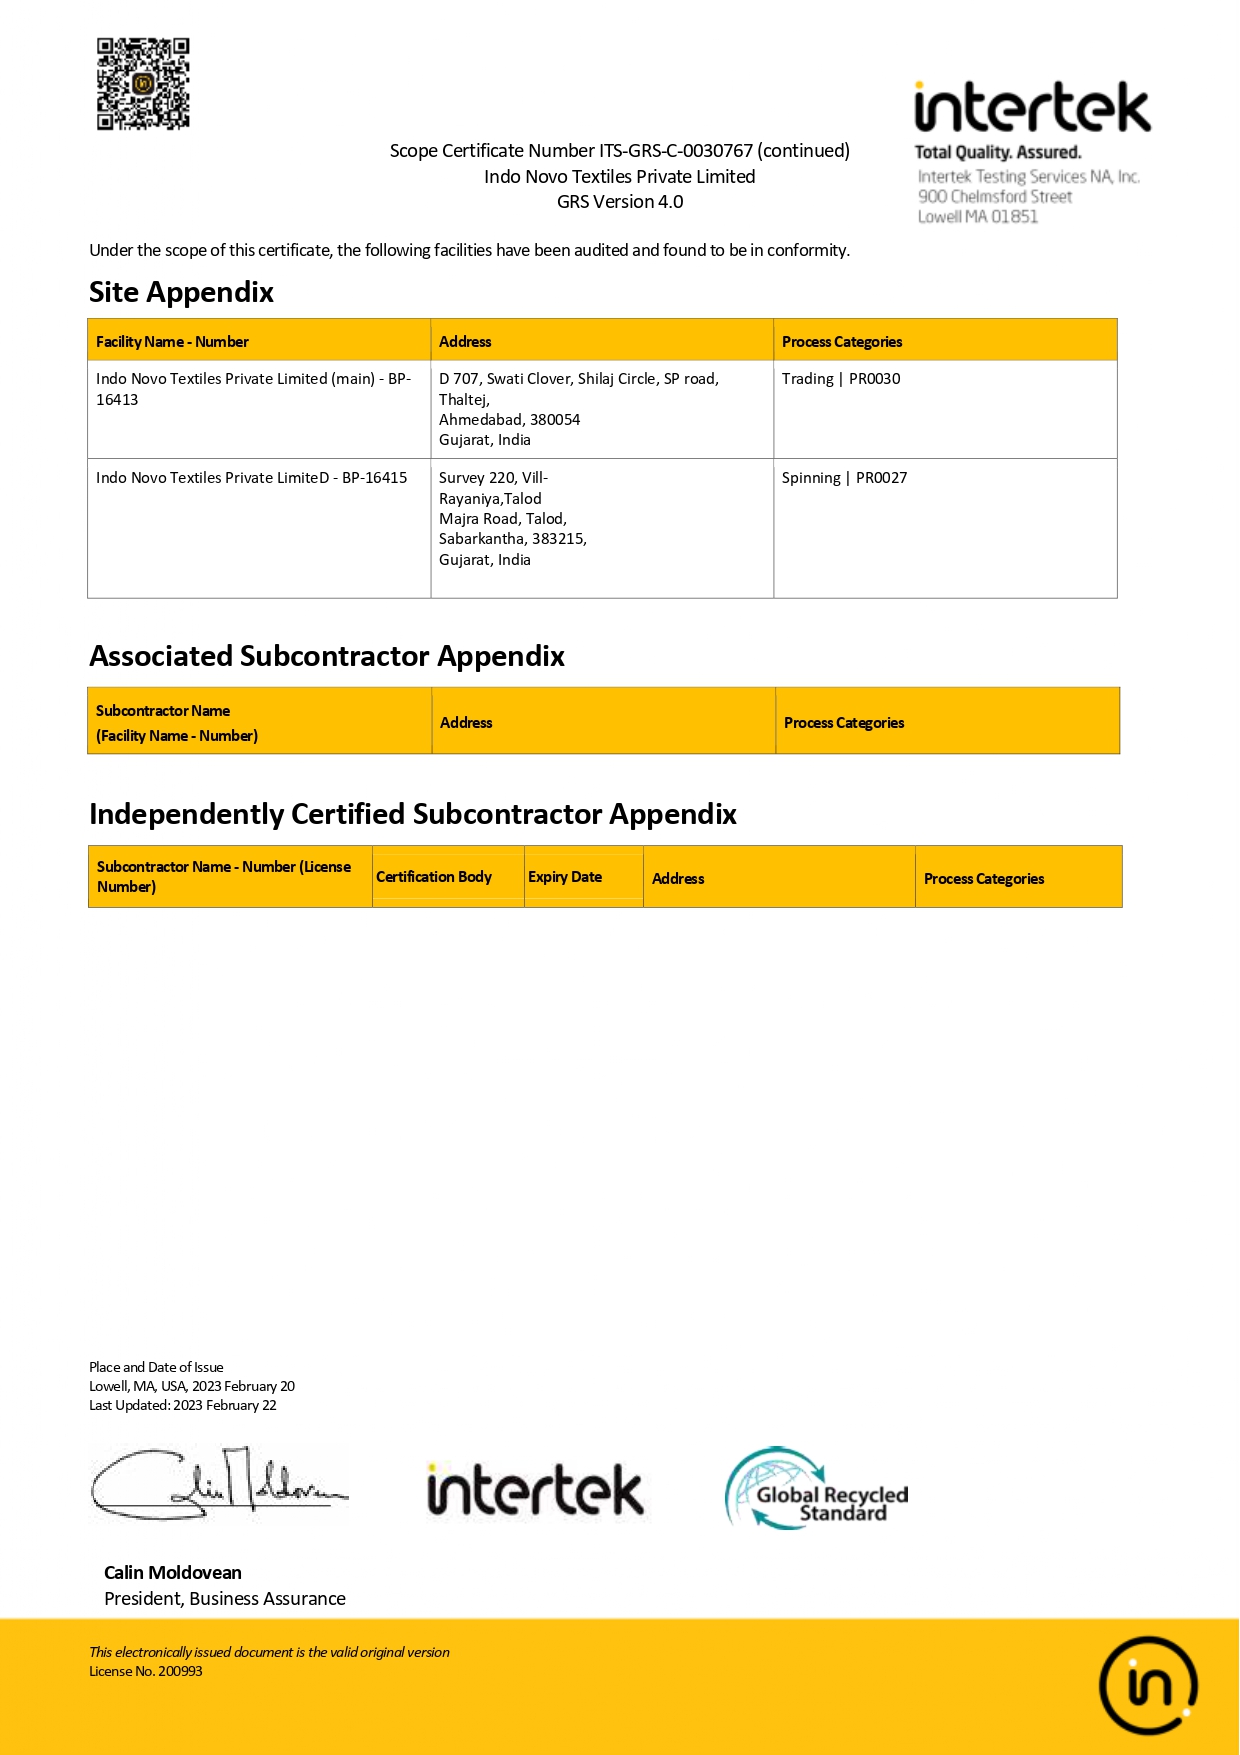 intertek
Total Quality. Assured.
Intertek Testing Services NA, Inc.
900 Chelmsford Street
Lowell MA 01851
Scope Certificate Number ITS-GRS-C-0030767 (continued)
Indo Novo Textiles Private Limited
GRS Version 4.0
Under the scope of this certificate, the following facilities have been audited and found to be in conformity.
Site Appendix
Facility Name - Number
Address
Process Categories
Indo Novo Textiles Private Limited (main) - BP-
16413
D 707, Swati Clover, Shilaj Circle, SP road,
Thaltej,
Ahmedabad, 380054
Gujarat, India
Trading | PR0030
Indo Novo Textiles Private LimiteD - BP-16415
Survey 220, Vill-
Rayaniya,Talod
Majra Road, Talod,
Sabarkantha, 383215,
Gujarat, India
Spinning | PR0027
Associated Subcontractor Appendix
Subcontractor Name
(Facility Name - Number)
Address
Process Categories
Independently Certified Subcontractor Appendix
Subcontractor Name - Number (License
Number)
Certification Body
Expiry Date
Address
Process Categories
Place and Date of Issue
Lowell, MA, USA, 2023 February 20
Last Updated: 2023 February 22
Calin Moldovean
intertek
Global Recycled
Standard
Calin Moldovean
President, Business Assurance
This electronically issued document is the valid original version
License No. 200993
in